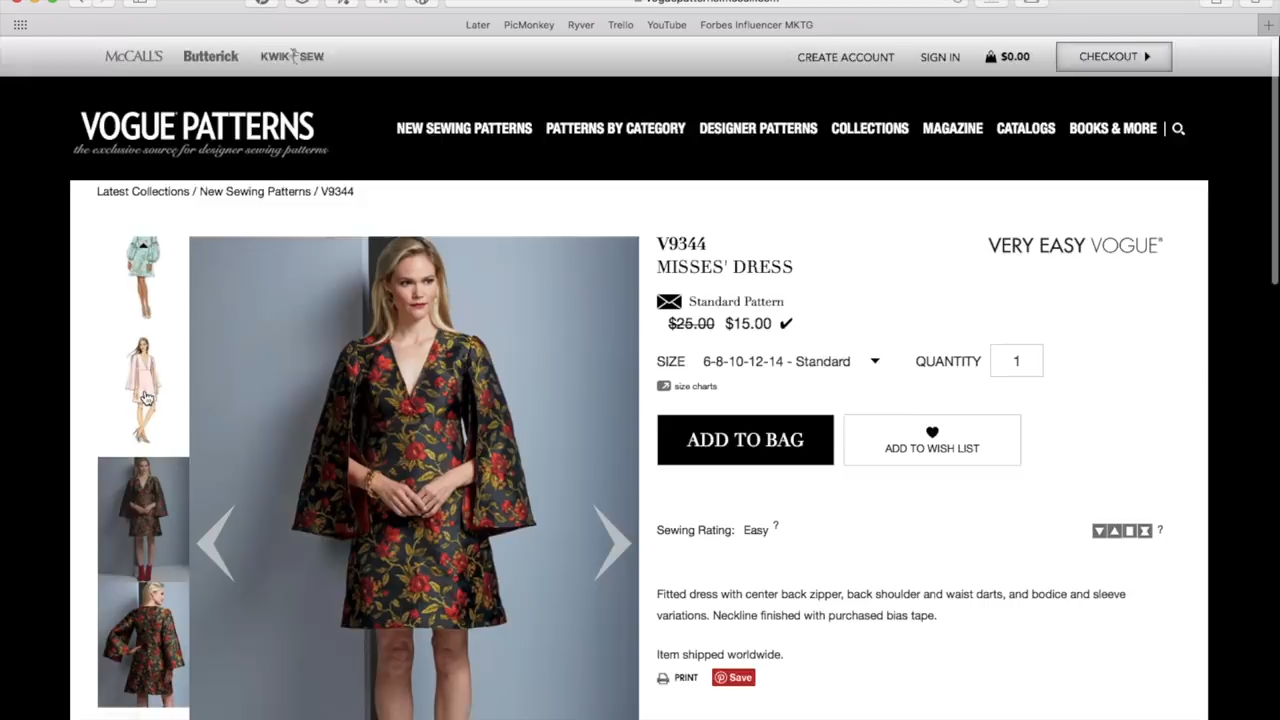 Later PicMonkey Ryver Trello YouTube Forbes Influencer MKTG
McCALL'S Butterick KWIK SEW CREATE ACCOUNT SIGN IN $0.00 CHECKOUT
VOGUE PATTERNS
the exclusive source for designer sewing patterns
NEW SEWING PATTERNS PATTERNS BY CATEGORY DESIGNER PATTERNS COLLECTIONS MAGAZINE CATALOGS BOOKS & MORE |
Latest Collections / New Sewing Patterns / V9344
V9344
MISSES' DRESS
VERY EASY VOGUE®
Standard Pattern
$25.00 $15.00 ✔
SIZE 6-8-10-12-14 - Standard QUANTITY 1
size charts
ADD TO BAG
ADD TO WISH LIST
Sewing Rating: Easy ? ?
Fitted dress with center back zipper, back shoulder and waist darts, and bodice and sleeve
variations. Neckline finished with purchased bias tape.
Item shipped worldwide.
PRINT Save